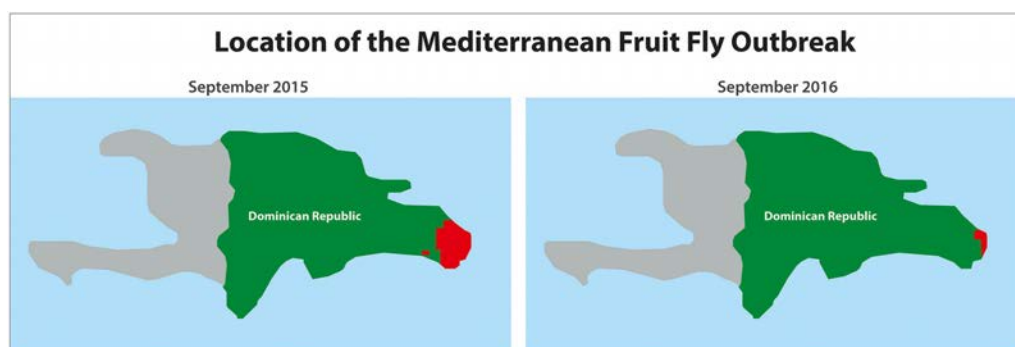 Location of the Mediterranean Fruit Fly Outbreak
September 2015
September 2016
Dominican Republic
Dominican Republic